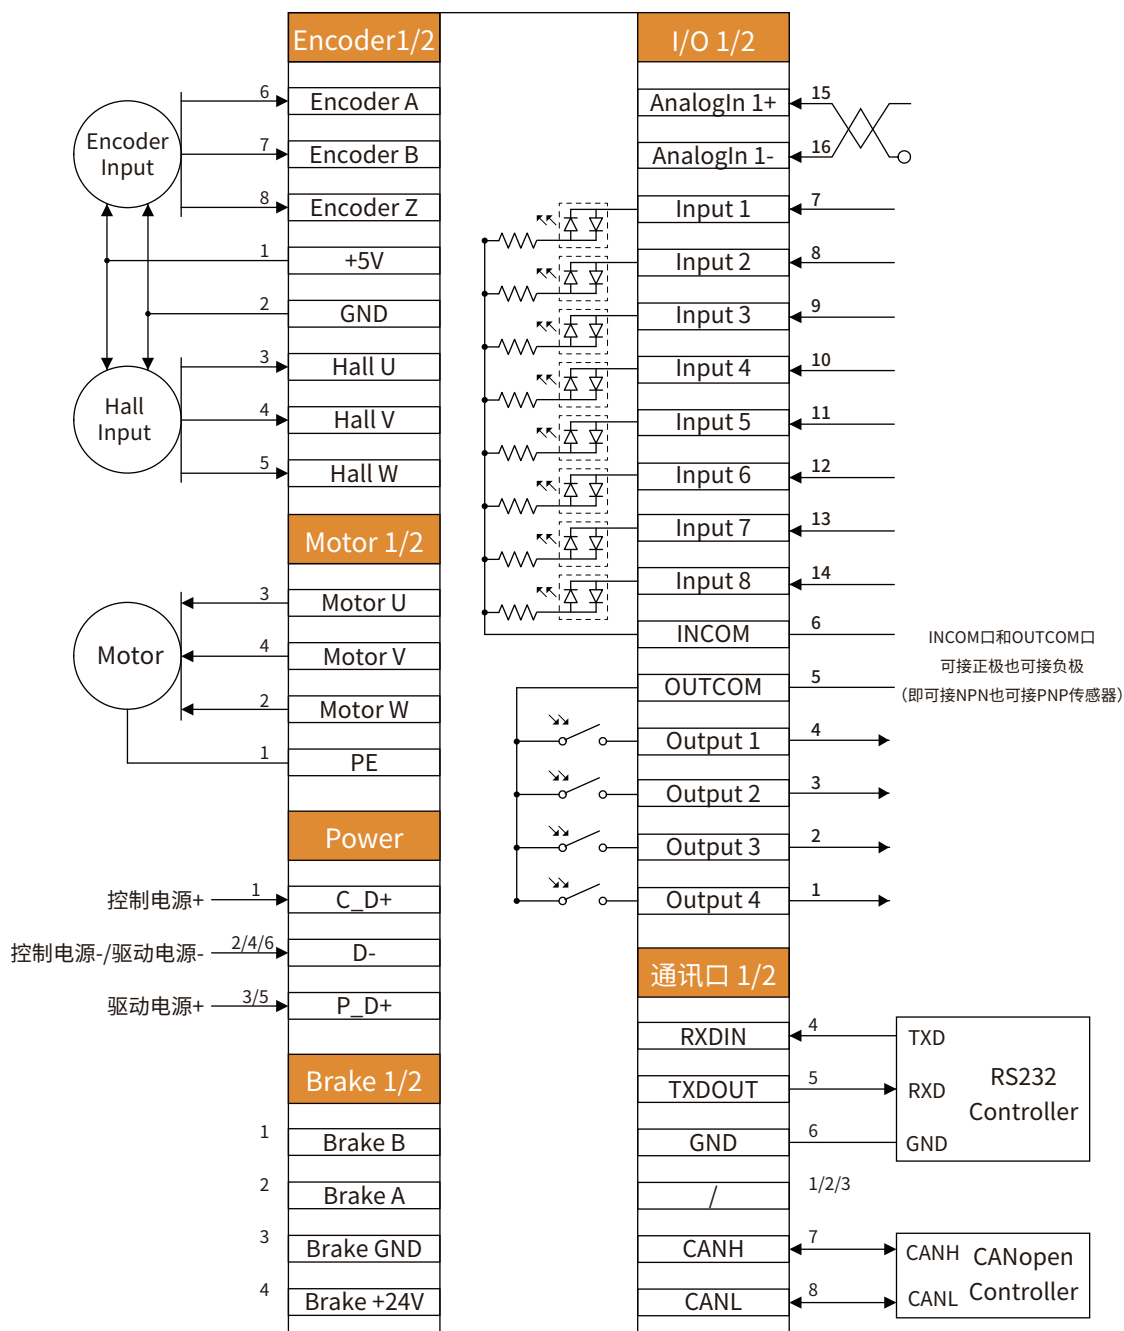 Encoder1/2
6
Encoder A
7
Encoder B
8
Encoder Z
Encoder
Input
1
+5V
2
GND
3
Hall U
4
Hall V
5
Hall W
Hall
Input
Motor 1/2
3
Motor U
4
Motor V
2
Motor W
1
PE
Motor
Power
控制电源+
1
C_D+
控制电源-/驱动电源-
2/4/6
D-
驱动电源+
3/5
P_D+
Brake 1/2
1
Brake B
2
Brake A
3
Brake GND
4
Brake +24V
I/O 1/2
AnalogIn 1+
15
AnalogIn 1-
16
Input 1
7
Input 2
8
Input 3
9
Input 4
10
Input 5
11
Input 6
12
Input 7
13
Input 8
14
INCOM
6
OUTCOM
5
INCOM口和OUTCOM口
可接正极也可接负极
（即可接NPN也可接PNP传感器）
Output 1
4
Output 2
3
Output 3
2
Output 4
1
通讯口 1/2
RXDIN
4
TXD
TXDOUT
5
RXD
GND
6
GND
RS232
Controller
/
1/2/3
CANH
7
CANH
CANL
8
CANL
CANopen
Controller